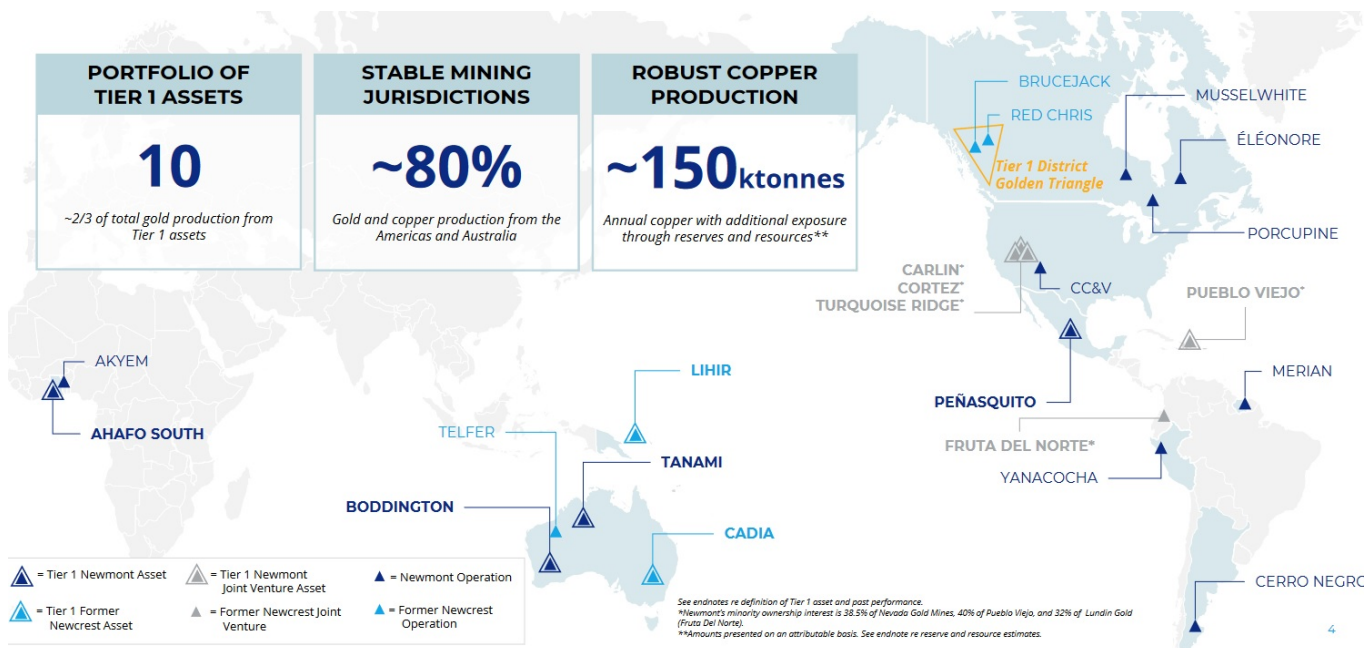 PORTFOLIO OF
TIER 1 ASSETS
10
~2/3 of total gold production from
Tier 1 assets
STABLE MINING
JURISDICTIONS
~80%
Gold and copper production from the
Americas and Australia
ROBUST COPPER
PRODUCTION
~150ktonnes
Annual copper with additional exposure
through reserves and resources**
BRUCEJACK
RED CHRIS
Tier 1 District
Golden Triangle
MUSSELWHITE
ÉLÉONORE
PORCUPINE
CARLIN*
CORTEZ*
TURQUOISE RIDGE*
CC&V
PUEBLO VIEJO*
PEÑASQUITO
MERIAN
FRUTA DEL NORTE*
YANACOCHA
CERRO NEGRO
AKYEM
AHAFO SOUTH
LIHIR
TELFER
TANAMI
BODDINGTON
CADIA
= Tier 1 Newmont Asset
= Tier 1 Newmont
Joint Venture Asset
= Newmont Operation
= Tier 1 Former
Newcrest Asset
= Former Newcrest Joint
Venture
= Former Newcrest
Operation
See endnotes re definition of Tier 1 asset and past performance.
*Newmont's minority ownership interest is 38.5% of Nevada Gold Mines, 40% of Pueblo Viejo, and 32% of Lundin Gold
(Fruta Del Norte).
**Amounts presented on an attributable basis. See endnote re reserve and resource estimates.
4